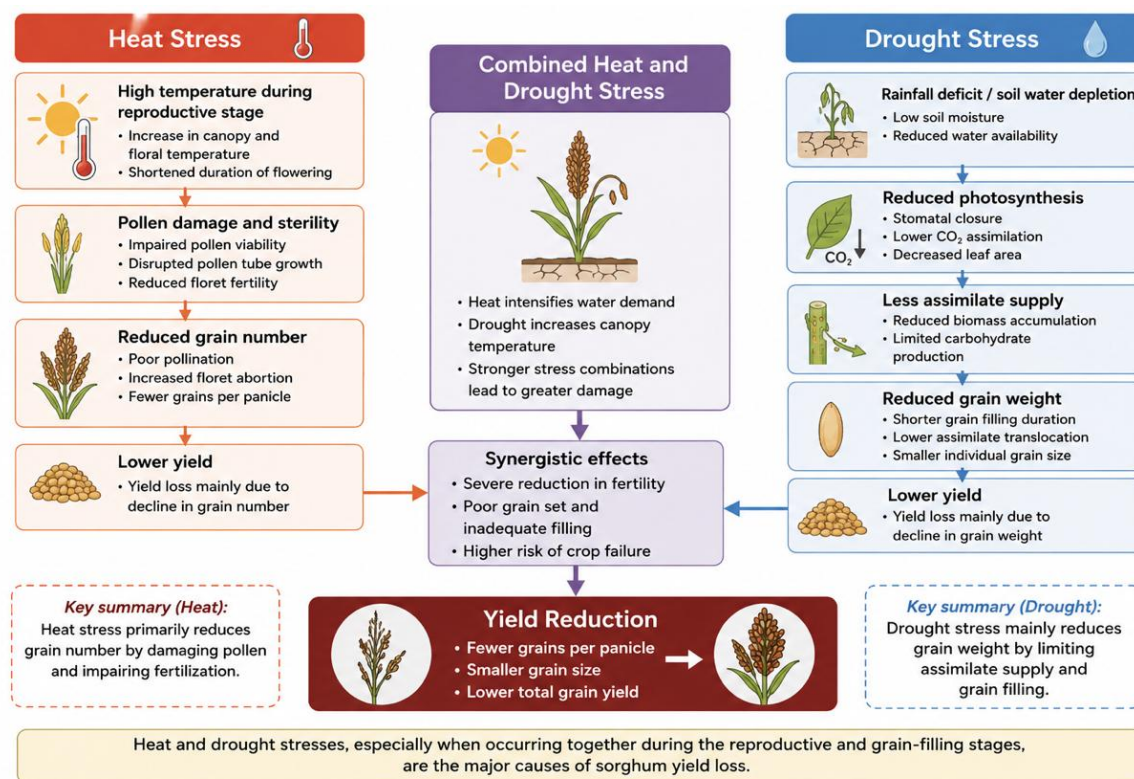 Heat Stress
High temperature during
reproductive stage
• Increase in canopy and
floral temperature
• Shortened duration of flowering
Pollen damage and sterility
• Impaired pollen viability
• Disrupted pollen tube growth
• Reduced floret fertility
Reduced grain number
• Poor pollination
• Increased floret abortion
• Fewer grains per panicle
Lower yield
• Yield loss mainly due to
decline in grain number
Combined Heat and
Drought Stress
• Heat intensifies water demand
• Drought increases canopy
temperature
• Stronger stress combinations
lead to greater damage
Synergistic effects
• Severe reduction in fertility
• Poor grain set and
inadequate filling
• Higher risk of crop failure
Drought Stress
Rainfall deficit / soil water depletion
• Low soil moisture
• Reduced water availability
Reduced photosynthesis
• Stomatal closure
• Lower CO₂ assimilation
• Decreased leaf area
CO₂
Less assimilate supply
• Reduced biomass accumulation
• Limited carbohydrate
production
Reduced grain weight
• Shorter grain filling duration
• Lower assimilate translocation
• Smaller individual grain size
Lower yield
• Yield loss mainly due to
decline in grain weight
Key summary (Heat):
Heat stress primarily reduces
grain number by damaging pollen
and impairing fertilization.
Yield Reduction
• Fewer grains per panicle
• Smaller grain size
• Lower total grain yield
Key summary (Drought):
Drought stress mainly reduces
grain weight by limiting
assimilate supply and
grain filling.
Heat and drought stresses, especially when occurring together during the reproductive and grain-filling stages,
are the major causes of sorghum yield loss.